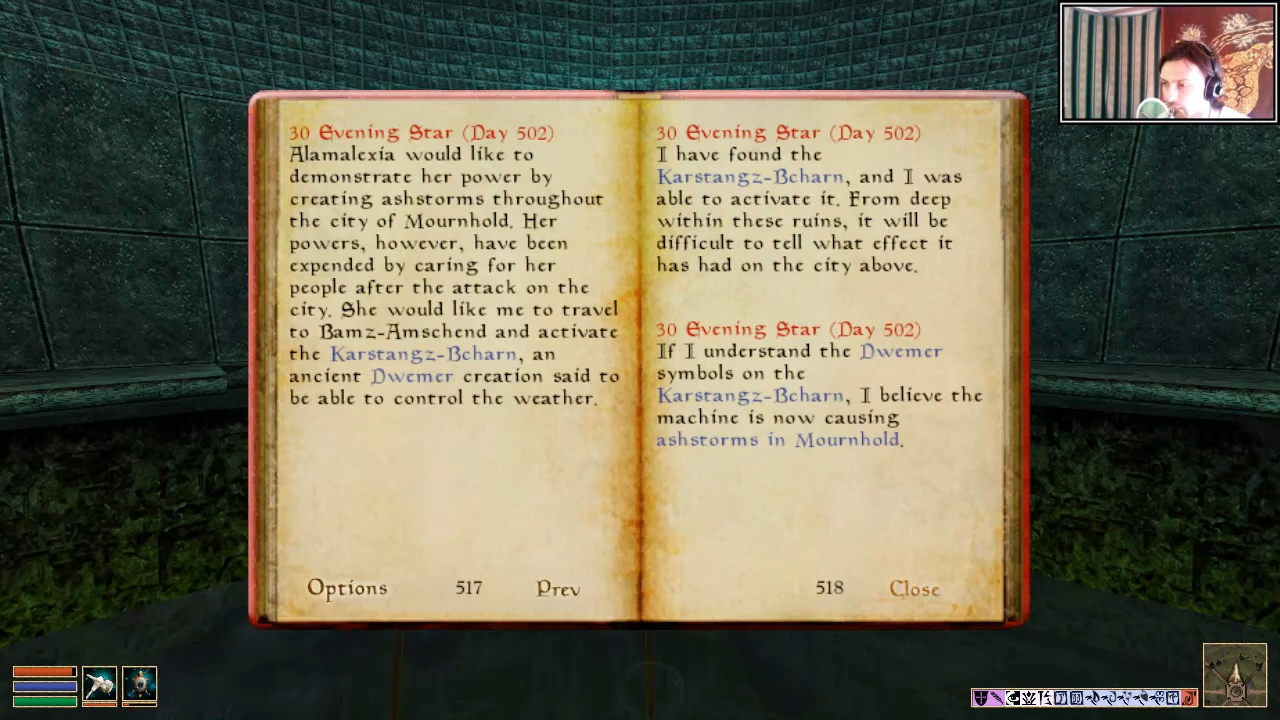 30 Evening Star (Day 502)
Alamalexia would like to
demonstrate her power by
creating ashstorms throughout
the city of Mournhold. Her
powers, however, have been
expended by caring for her
people after the attack on the
city. She would like me to travel
to Bamz-Amschend and activate
the Karstangz-Bcharn, an
ancient Dwemer creation said to
be able to control the weather.
Options
517
Prev
30 Evening Star (Day 502)
I have found the
Karstangz-Bcharn, and I was
able to activate it. From deep
within these ruins, it will be
difficult to tell what effect it
has had on the city above.
30 Evening Star (Day 502)
If I understand the Dwemer
symbols on the
Karstangz-Bcharn, I believe the
machine is now causing
ashstorms in Mournhold.
518
Close